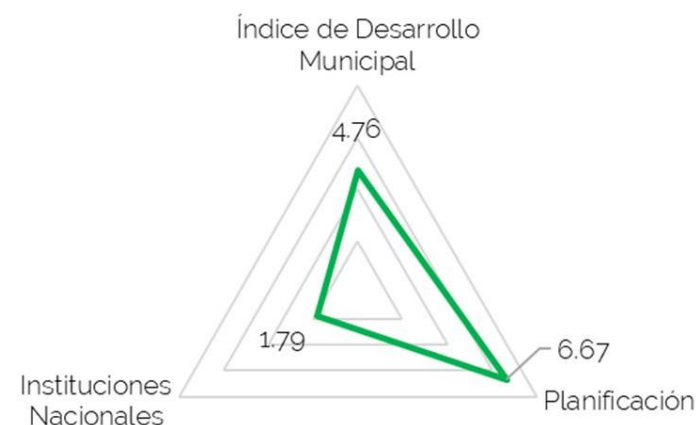 Índice de Desarrollo
Municipal
4.76
1.79
6.67
Instituciones
Nacionales
Planificación